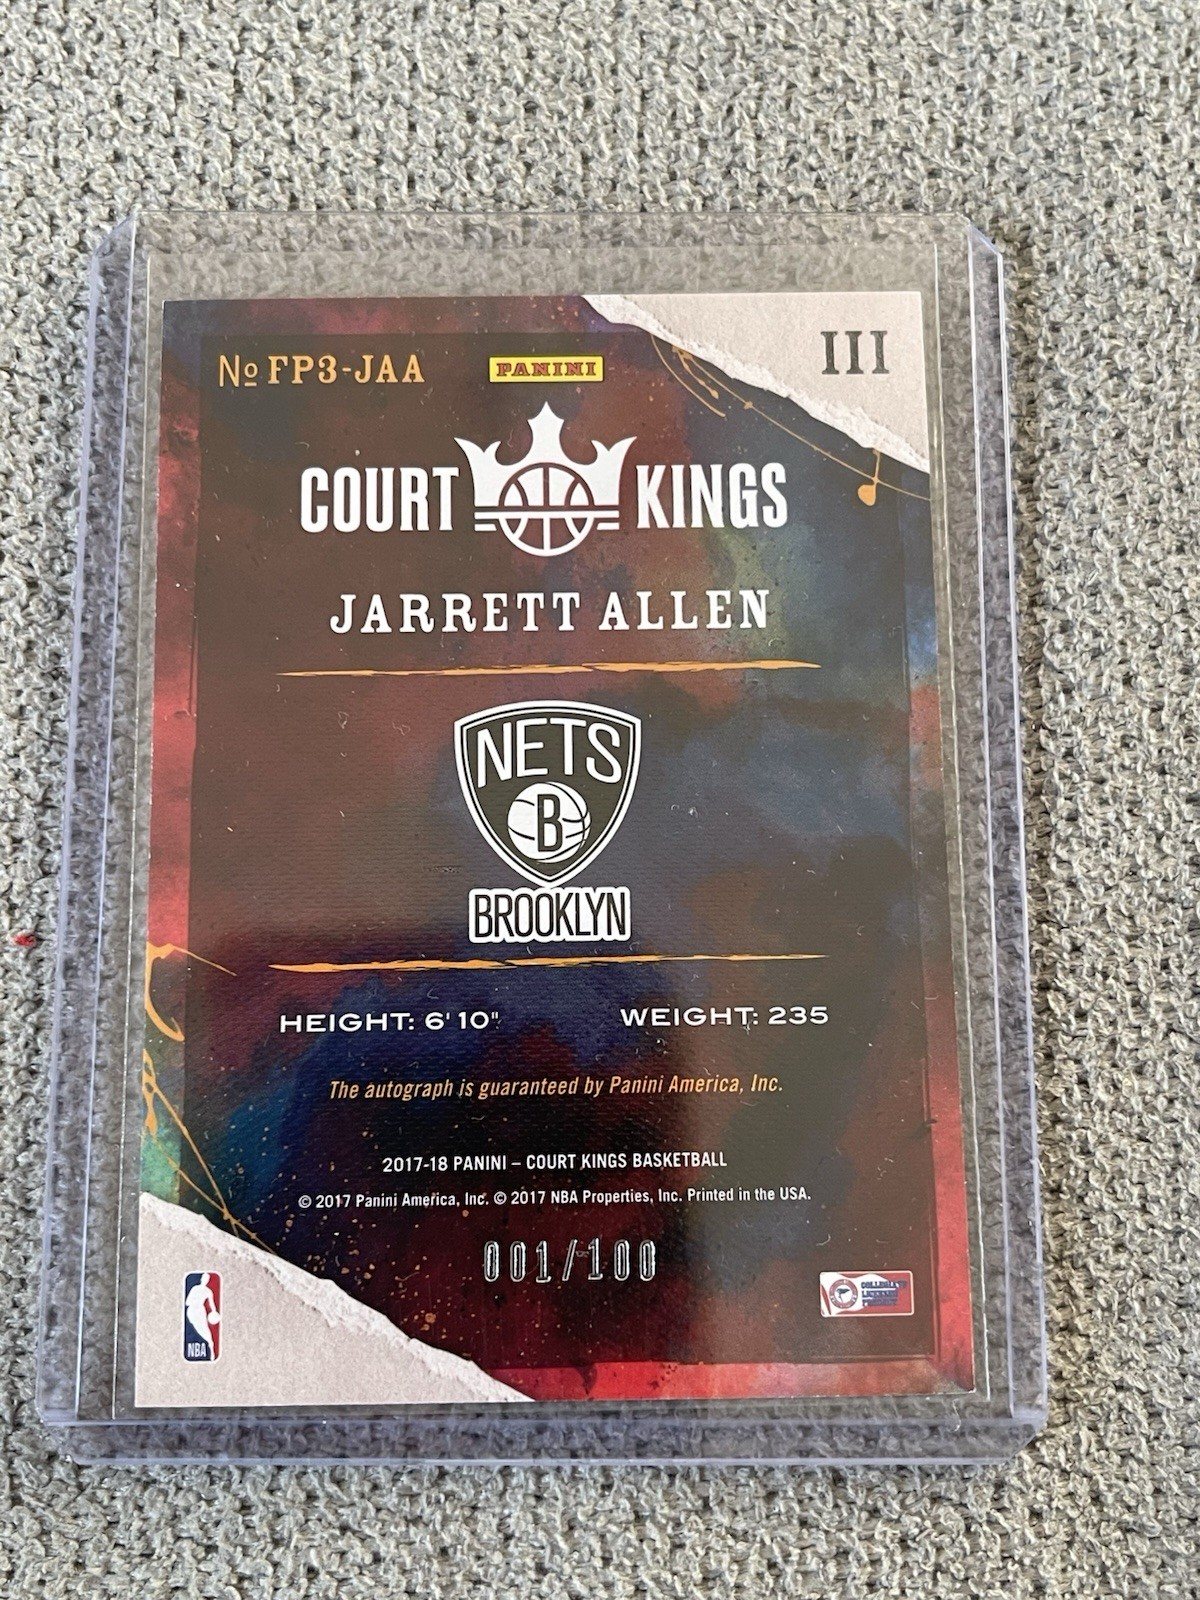 No FP3-JAA
PANINI
III
COURT KINGS
JARRETT ALLEN
NETS
B
BROOKLYN
HEIGHT: 6'10"
WEIGHT: 235
The autograph is guaranteed by Panini America, Inc.
2017-18 PANINI – COURT KINGS BASKETBALL
© 2017 Panini America, Inc. © 2017 NBA Properties, Inc. Printed in the USA.
001/100
NBA